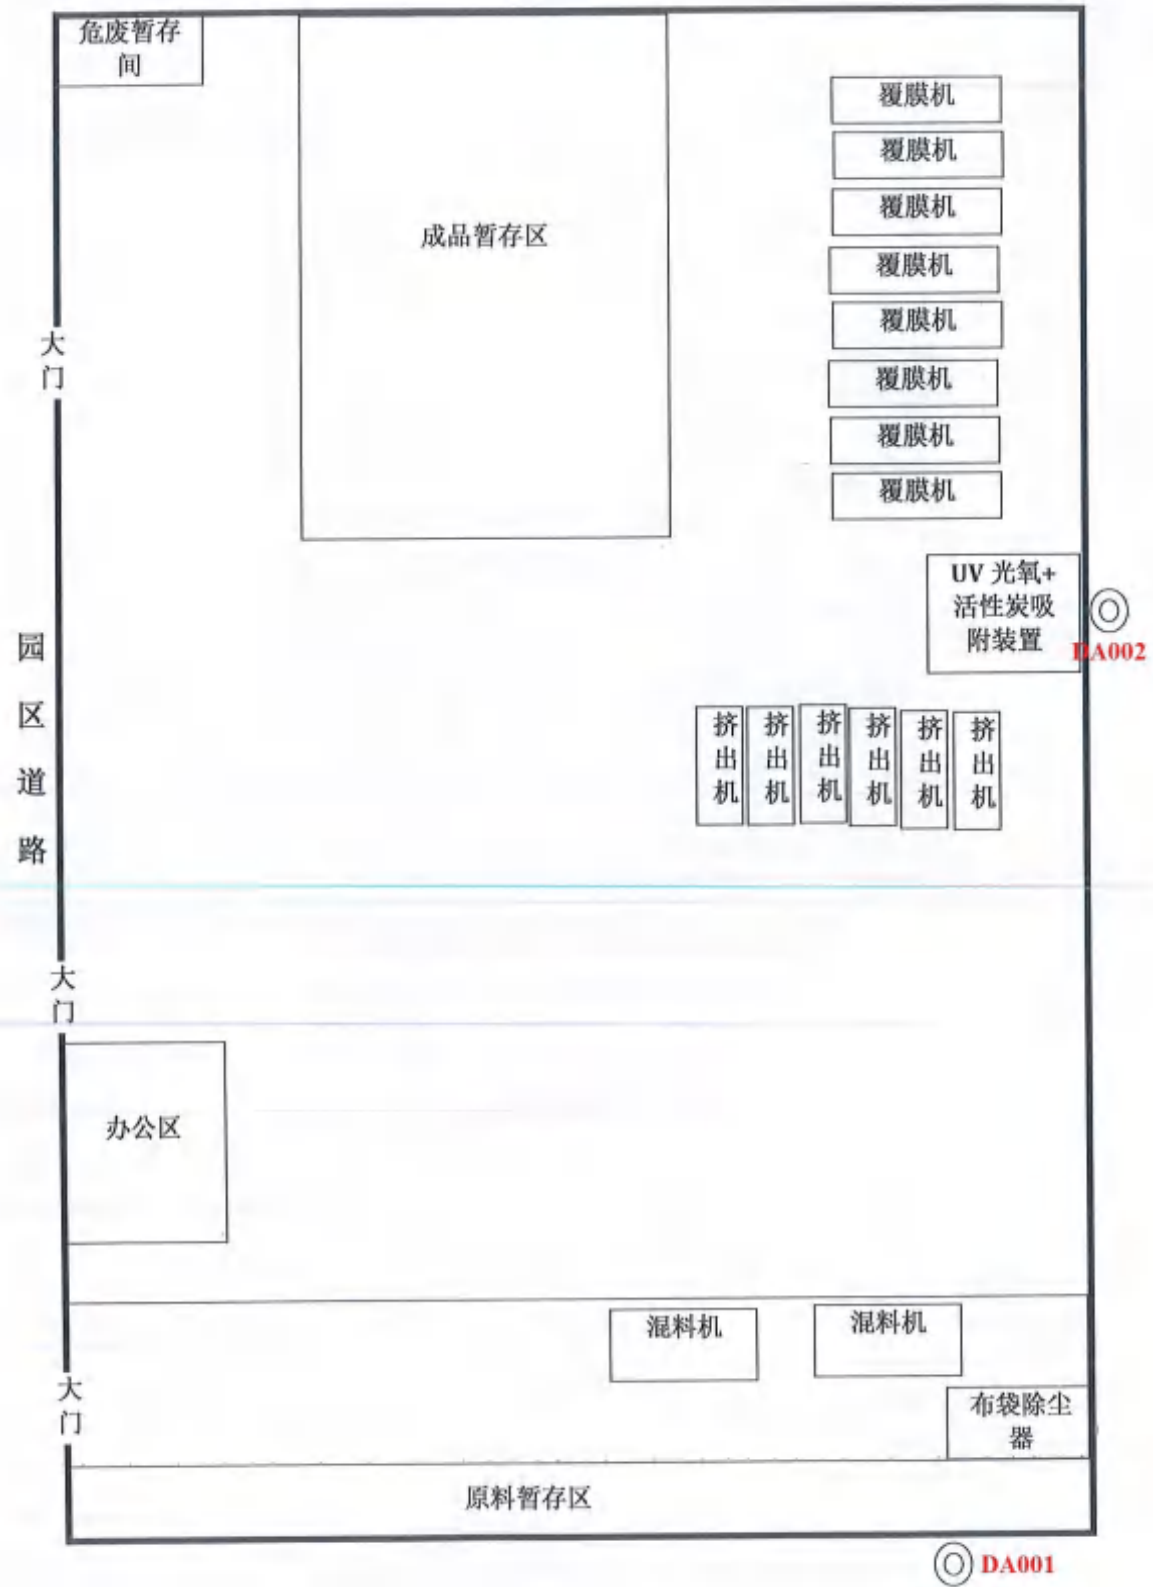 危废暂存
间
成品暂存区
覆膜机
覆膜机
覆膜机
覆膜机
覆膜机
覆膜机
覆膜机
覆膜机
大
门
UV 光氧+
活性炭吸
附装置
DA002
园
区
道
路
挤
出
机
挤
出
机
挤
出
机
挤
出
机
挤
出
机
挤
出
机
大
门
办公区
混料机
混料机
大
门
布袋除尘
器
原料暂存区
DA001